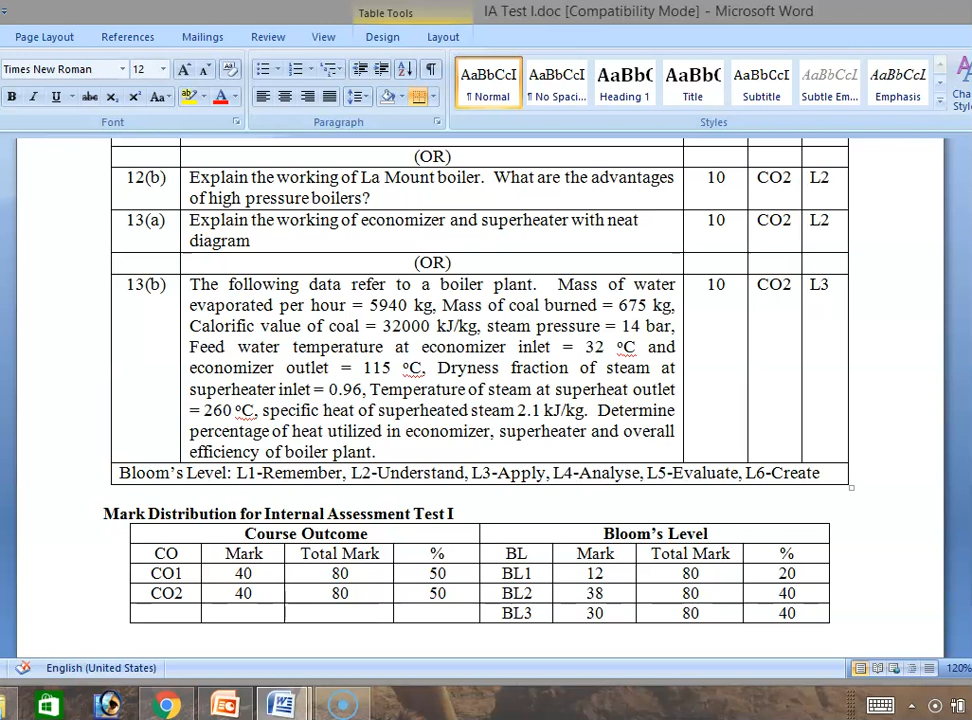 Table Tools
IA Test I.doc [Compatibility Mode] - Microsoft Word
Page Layout References Mailings Review View Design Layout
Times New Roman 12
AaBbCcI AaBbCcI AaBbC AaBbC AaBbCcI AaBbCcI AaBbCcI
¶ Normal ¶ No Spaci... Heading 1 Title Subtitle Subtle Em... Emphasis
Font Paragraph Styles
(OR)
12(b) Explain the working of La Mount boiler. What are the advantages 10 CO2 L2
of high pressure boilers?
13(a) Explain the working of economizer and superheater with neat 10 CO2 L2
diagram
(OR)
13(b) The following data refer to a boiler plant. Mass of water 10 CO2 L3
evaporated per hour = 5940 kg, Mass of coal burned = 675 kg,
Calorific value of coal = 32000 kJ/kg, steam pressure = 14 bar,
Feed water temperature at economizer inlet = 32 ᵒC and
economizer outlet = 115 ᵒC, Dryness fraction of steam at
superheater inlet = 0.96, Temperature of steam at superheat outlet
= 260 ᵒC, specific heat of superheated steam 2.1 kJ/kg. Determine
percentage of heat utilized in economizer, superheater and overall
efficiency of boiler plant.
Bloom’s Level: L1-Remember, L2-Understand, L3-Apply, L4-Analyse, L5-Evaluate, L6-Create
Mark Distribution for Internal Assessment Test I
Course Outcome Bloom’s Level
CO Mark Total Mark % BL Mark Total Mark %
CO1 40 80 50 BL1 12 80 20
CO2 40 80 50 BL2 38 80 40
BL3 30 80 40
English (United States) 120%